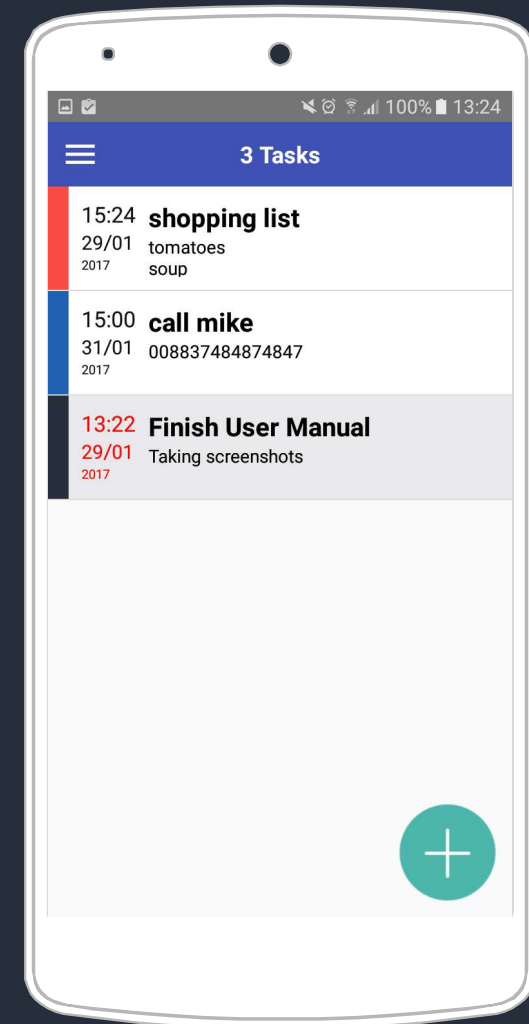 100% 13:24
3 Tasks
15:24 shopping list
29/01 tomatoes
2017 soup
15:00 call mike
31/01 008837484874847
2017
13:22 Finish User Manual
29/01 Taking screenshots
2017